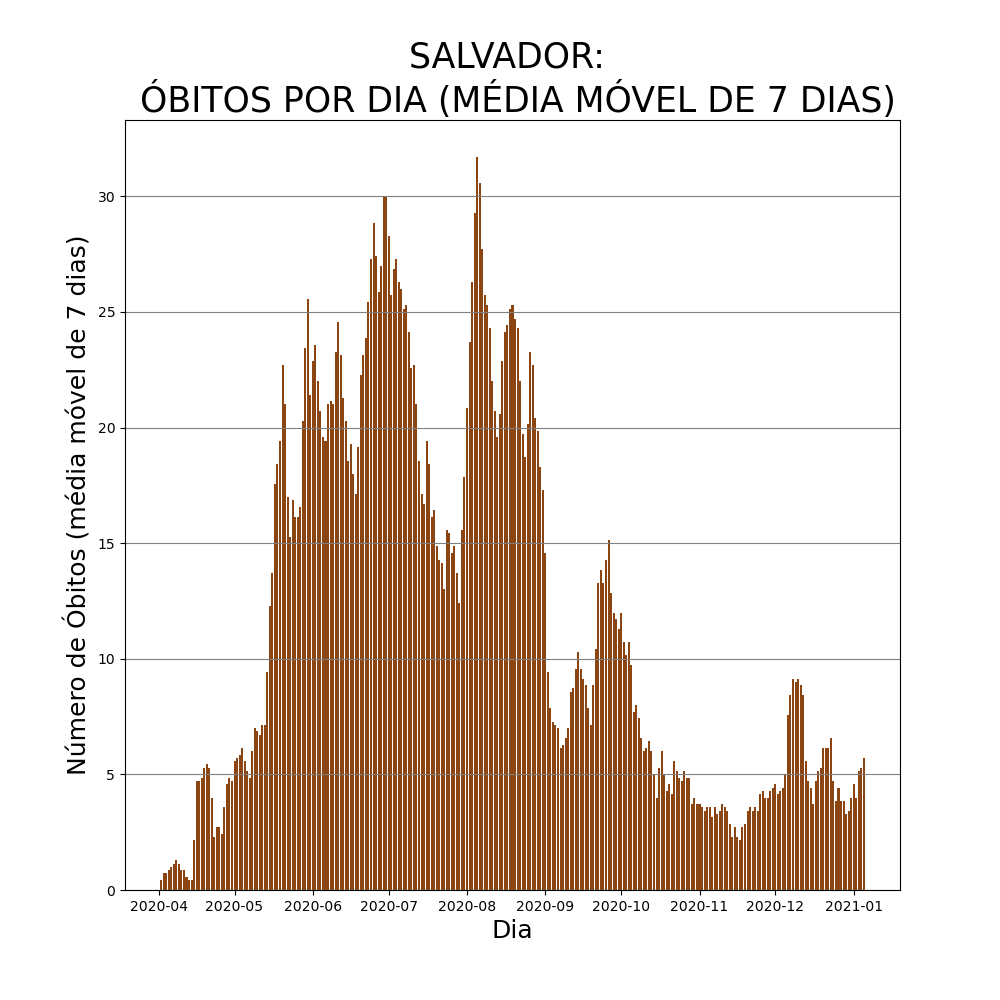 SALVADOR:
ÓBITOS POR DIA (MÉDIA MÓVEL DE 7 DIAS)
Número de Óbitos (média móvel de 7 dias)
30
25
20
15
10
5
0
2020-04 2020-05 2020-06 2020-07 2020-08 2020-09 2020-10 2020-11 2020-12 2021-01
Dia